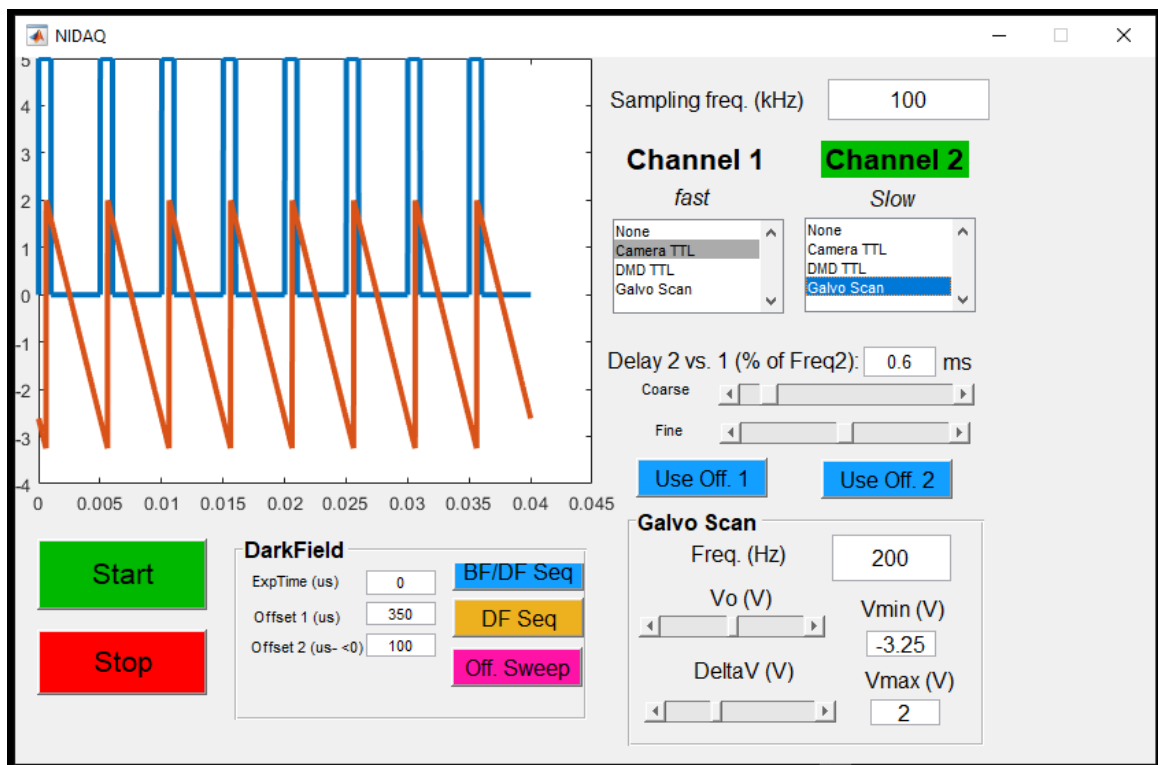 NIDAQ
5
4
3
2
1
0
-1
-2
-3
-4
0 0.005 0.01 0.015 0.02 0.025 0.03 0.035 0.04 0.045
Sampling freq. (kHz) 100
Channel 1 Channel 2
fast Slow
None None
Camera TTL Camera TTL
DMD TTL DMD TTL
Galvo Scan Galvo Scan
Delay 2 vs. 1 (% of Freq2): 0.6 ms
Coarse
Fine
Use Off. 1 Use Off. 2
Start
Stop
DarkField
ExpTime (us) 0 BF/DF Seq
Offset 1 (us) 350 DF Seq
Offset 2 (us- <0) 100 Off. Sweep
Galvo Scan
Freq. (Hz) 200
Vo (V) Vmin (V)
-3.25
DeltaV (V) Vmax (V)
2